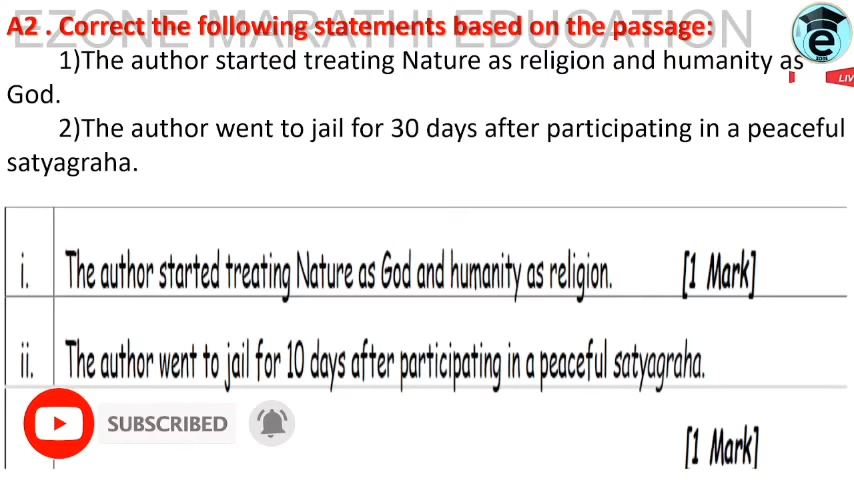 EZONE MARATHI EDUCATION
A2 . Correct the following statements based on the passage:
1)The author started treating Nature as religion and humanity as
God.
LIV
2)The author went to jail for 30 days after participating in a peaceful
satyagraha.
i. The author started treating Nature as God and humanity as religion. [1 Mark]
ii. The author went to jail for 10 days after participating in a peaceful satyagraha.
SUBSCRIBED
[1 Mark]